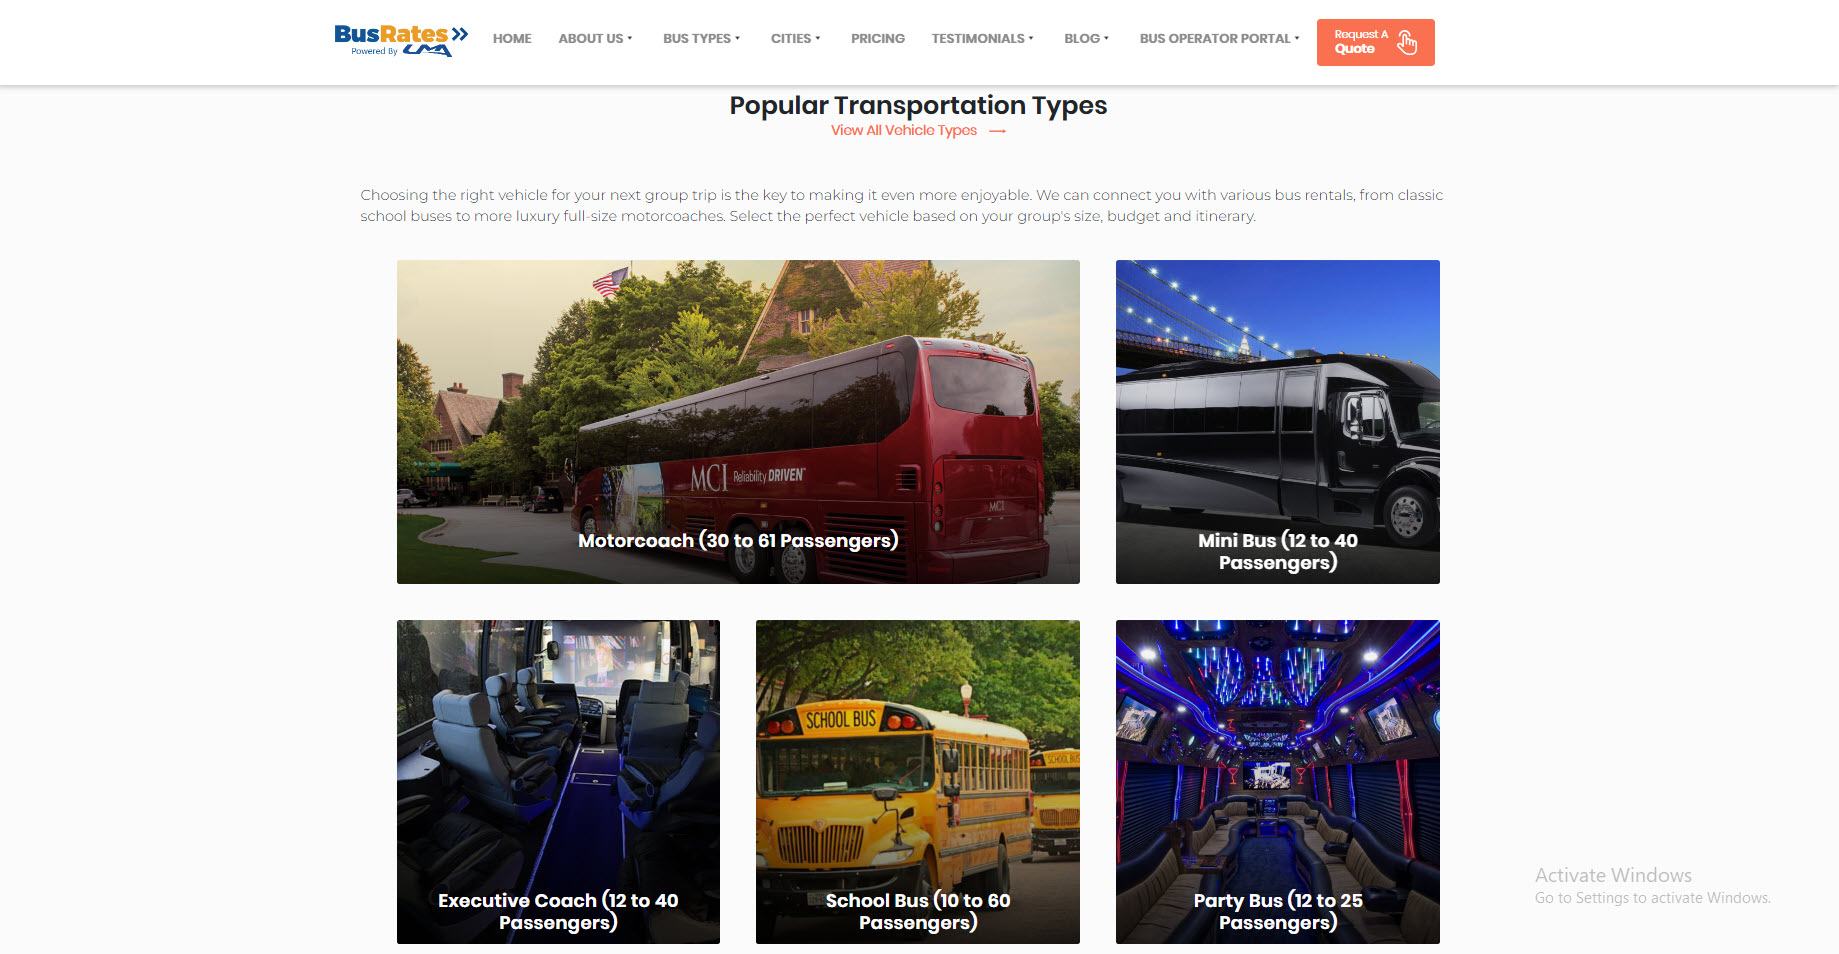 BusRates
Powered By LMA
HOME
ABOUT US
BUS TYPES
CITIES
PRICING
TESTIMONIALS
BLOG
BUS OPERATOR PORTAL
Request A
Quote
Popular Transportation Types
View All Vehicle Types
Choosing the right vehicle for your next group trip is the key to making it even more enjoyable. We can connect you with various bus rentals, from classic
school buses to more luxury full-size motorcoaches. Select the perfect vehicle based on your group's size, budget and itinerary.
MCI Reliability DRIVEN™
MCI
Motorcoach (30 to 61 Passengers)
Mini Bus (12 to 40
Passengers)
SCHOOL BUS
SCHOOL BUS
Executive Coach (12 to 40
Passengers)
School Bus (10 to 60
Passengers)
Party Bus (12 to 25
Passengers)
Activate Windows
Go to Settings to activate Windows.